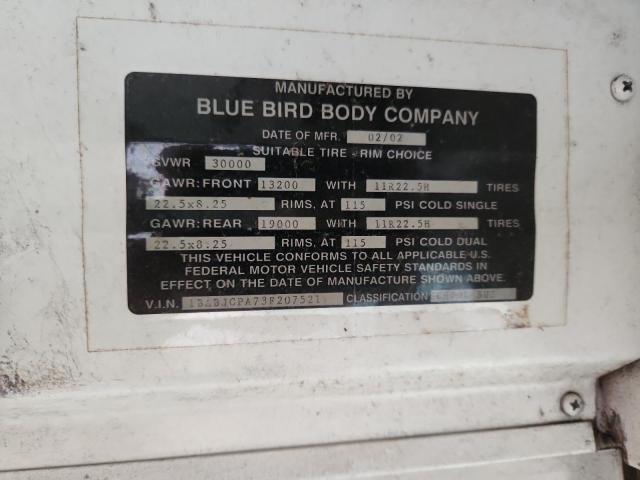 MANUFACTURED BY
BLUE BIRD BODY COMPANY
DATE OF MFR. 02/02
SUITABLE TIRE - RIM CHOICE
GVWR 30000
GAWR: FRONT 13200 WITH 11R22.5H TIRES
22.5x8.25 RIMS, AT 115 PSI COLD SINGLE
GAWR: REAR 19000 WITH 11R22.5H TIRES
22.5x8.25 RIMS, AT 115 PSI COLD DUAL
THIS VEHICLE CONFORMS TO ALL APPLICABLE U.S.
FEDERAL MOTOR VEHICLE SAFETY STANDARDS IN
EFFECT ON THE DATE OF MANUFACTURE SHOWN ABOVE.
V.I.N. CLASSIFICATION BUS